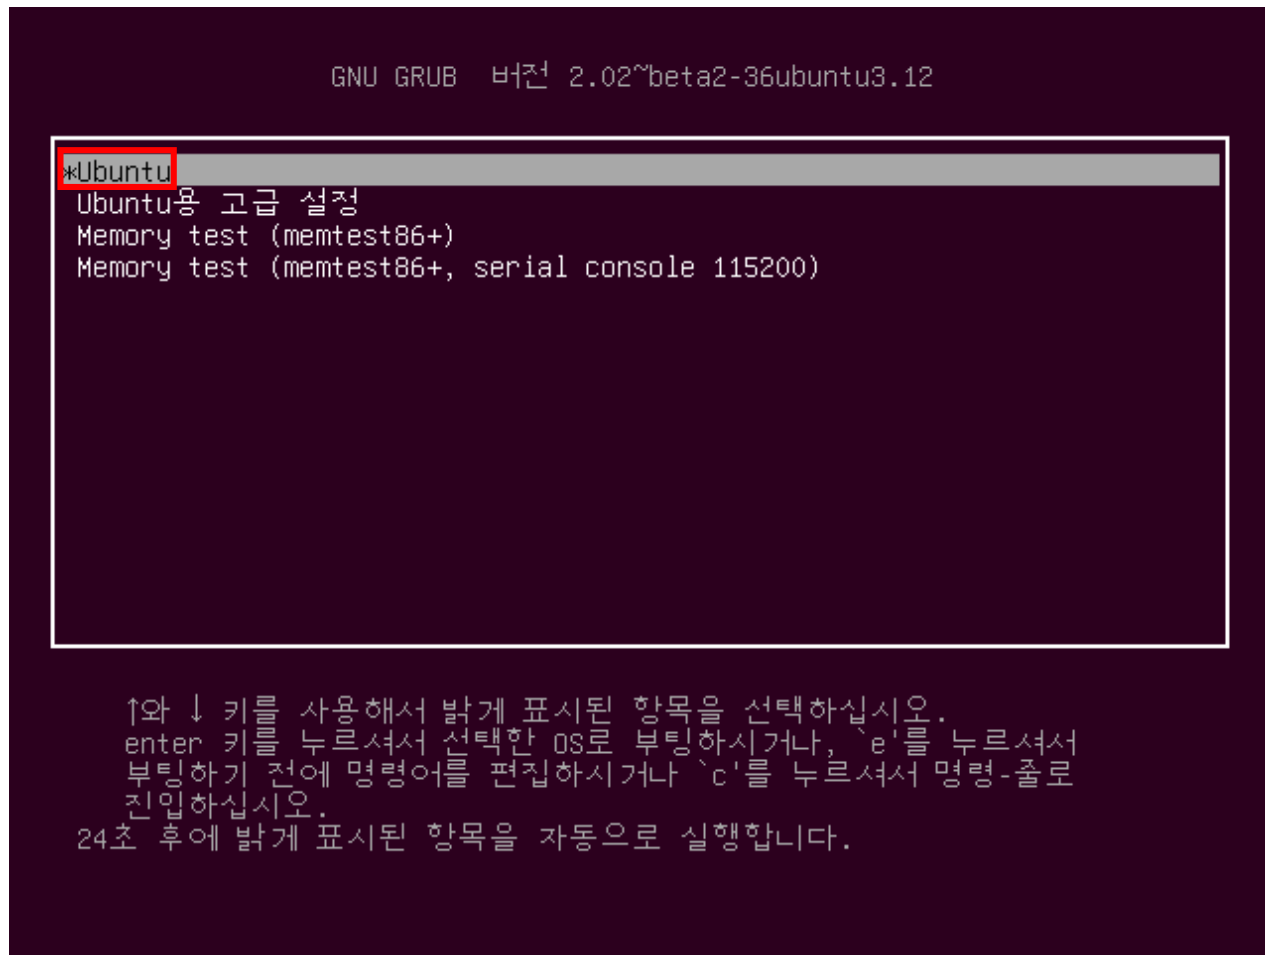 GNU GRUB 버전 2.02~beta2-36ubuntu3.12
*Ubuntu
Ubuntu용 고급 설정
Memory test (memtest86+)
Memory test (memtest86+, serial console 115200)
↑와 ↓ 키를 사용해서 밝게 표시된 항목을 선택하십시오.
enter 키를 누르셔서 선택한 OS로 부팅하시거나, `e'를 누르셔서
부팅하기 전에 명령어를 편집하시거나 `c'를 누르셔서 명령-줄로
진입하십시오.
24초 후에 밝게 표시된 항목을 자동으로 실행합니다.